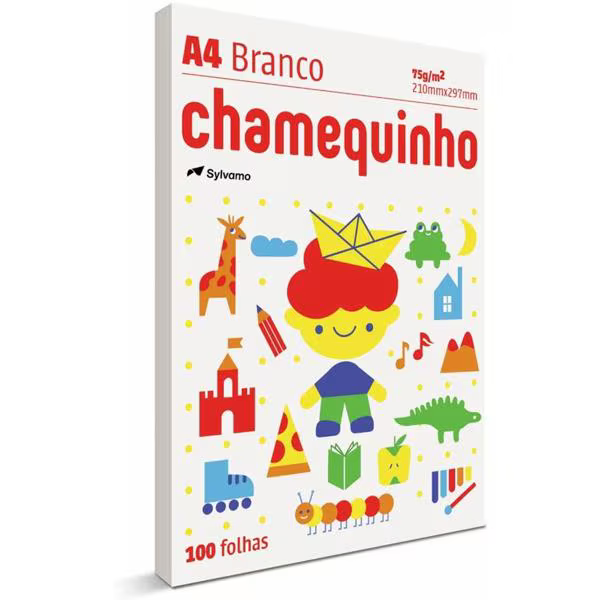 A4 Branco
75g/m²
210mmx297mm
chamequinho
Sylvamo
100 folhas